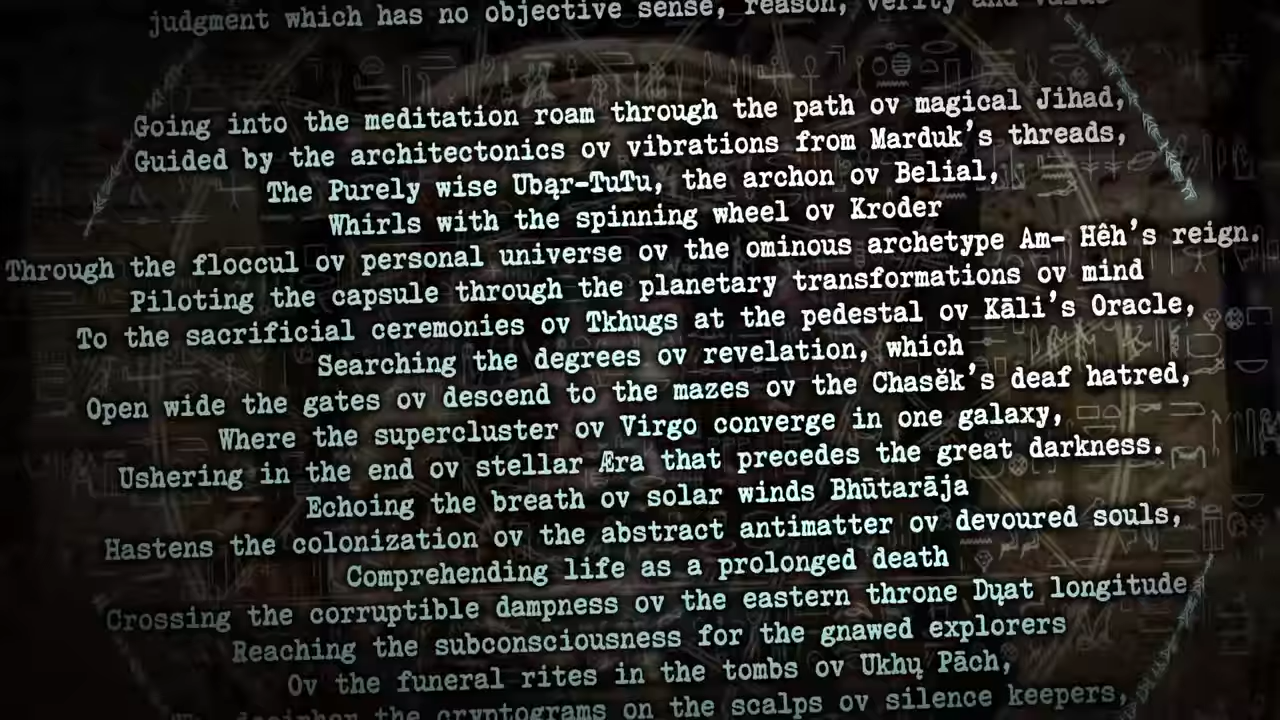 judgment which has no objective sense, reason, verity and value
Going into the meditation roam through the path ov magical Jihad,
Guided by the architectonics ov vibrations from Marduk's threads,
The Purely wise Ubąr-TuTu, the archon ov Belial,
Whirls with the spinning wheel ov Kroder
Through the floccul ov personal universe ov the ominous archetype Am- Hêh's reign.
Piloting the capsule through the planetary transformations ov mind
To the sacrificial ceremonies ov Tkhugs at the pedestal ov Kāli's Oracle,
Searching the degrees ov revelation, which
Open wide the gates ov descend to the mazes ov the Chasĕk's deaf hatred,
Where the supercluster ov Virgo converge in one galaxy,
Ushering in the end ov stellar Æra that precedes the great darkness.
Echoing the breath ov solar winds Bhūtarāja
Hastens the colonization ov the abstract antimatter ov devoured souls,
Comprehending life as a prolonged death
Crossing the corruptible dampness ov the eastern throne Dųat longitude
Reaching the subconsciousness for the gnawed explorers
Ov the funeral rites in the tombs ov Ukhų Pāch,
decipher the cryptograms on the scalps ov silence keepers,